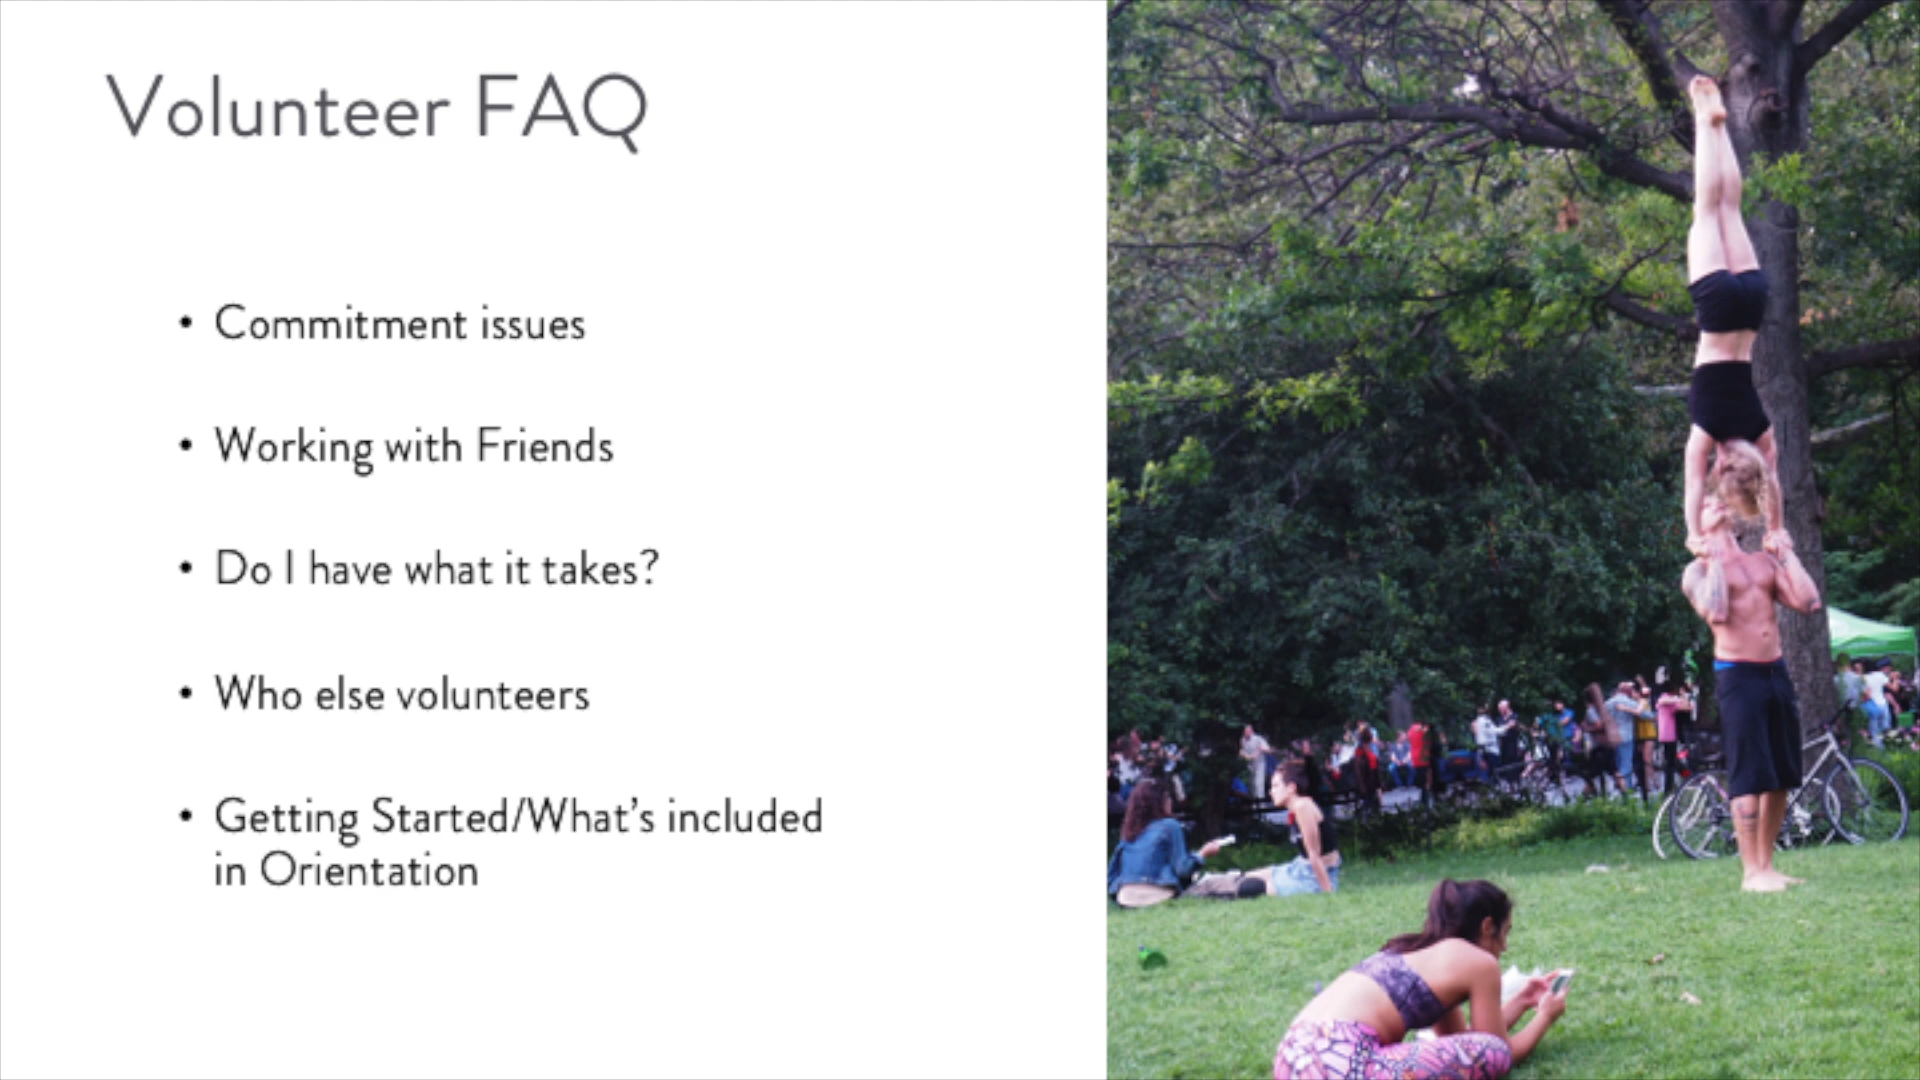 Volunteer FAQ
• Commitment issues
• Working with Friends
• Do I have what it takes?
• Who else volunteers
• Getting Started/What's included
in Orientation